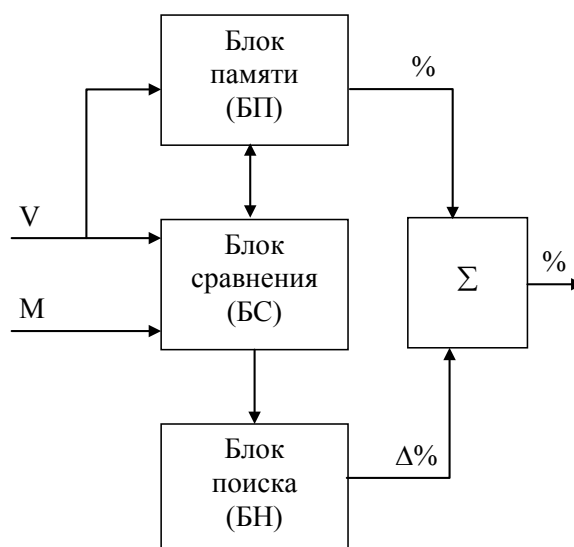 Блок
памяти
(БП)
%
V
Блок
сравнения
(БС)
M
Σ
%
Блок
поиска
(БН)
Δ%